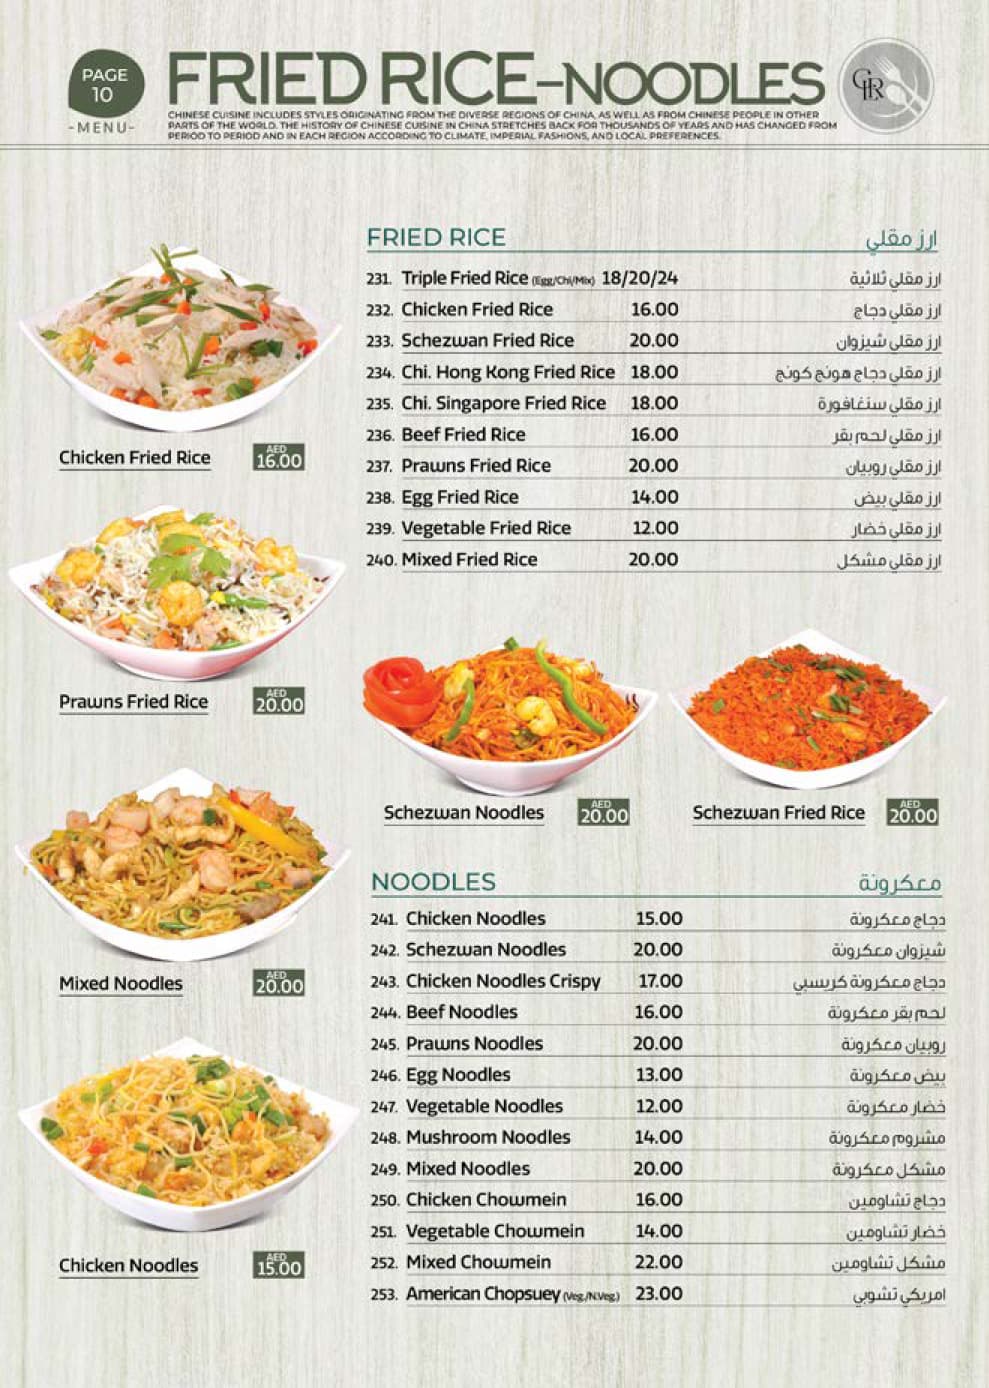 PAGE
10
-MENU-
FRIED RICE-NOODLES
CHINESE CUISINE INCLUDES STYLES ORIGINATING FROM THE DIVERSE REGIONS OF CHINA, AS WELL AS FROM CHINESE PEOPLE IN OTHER
PARTS OF THE WORLD. THE HISTORY OF CHINESE CUISINE IN CHINA STRETCHES BACK FOR THOUSANDS OF YEARS AND HAS CHANGED FROM
PERIOD TO PERIOD AND IN EACH REGION ACCORDING TO CLIMATE, IMPERIAL FASHIONS, AND LOCAL PREFERENCES.
FRIED RICE ارز مقلي
231. Triple Fried Rice (Egg/Chi/Mix) 18/20/24 ارز مقلي ثلاثية
232. Chicken Fried Rice 16.00 ارز مقلي دجاج
233. Schezwan Fried Rice 20.00 ارز مقلي شيزوان
234. Chi. Hong Kong Fried Rice 18.00 ارز مقلي دجاج هونج كونج
235. Chi. Singapore Fried Rice 18.00 ارز مقلي سنغافورة
236. Beef Fried Rice 16.00 ارز مقلي لحم بقر
237. Prawns Fried Rice 20.00 ارز مقلي روبيان
238. Egg Fried Rice 14.00 ارز مقلي بيض
239. Vegetable Fried Rice 12.00 ارز مقلي خضار
240. Mixed Fried Rice 20.00 ارز مقلي مشكل
Chicken Fried Rice AED 16.00
Prawns Fried Rice AED 20.00
Schezwan Noodles AED 20.00
Schezwan Fried Rice AED 20.00
Mixed Noodles AED 20.00
Chicken Noodles AED 15.00
NOODLES معكرونة
241. Chicken Noodles 15.00 دجاج معكرونة
242. Schezwan Noodles 20.00 شيزوان معكرونة
243. Chicken Noodles Crispy 17.00 دجاج معكرونة كريسبي
244. Beef Noodles 16.00 لحم بقر معكرونة
245. Prawns Noodles 20.00 روبيان معكرونة
246. Egg Noodles 13.00 بيض معكرونة
247. Vegetable Noodles 12.00 خضار معكرونة
248. Mushroom Noodles 14.00 مشروم معكرونة
249. Mixed Noodles 20.00 مشكل معكرونة
250. Chicken Chowmein 16.00 دجاج تشاومين
251. Vegetable Chowmein 14.00 خضار تشاومين
252. Mixed Chowmein 22.00 مشكل تشاومين
253. American Chopsuey (Veg./N.Veg.) 23.00 امريكي تشوبي